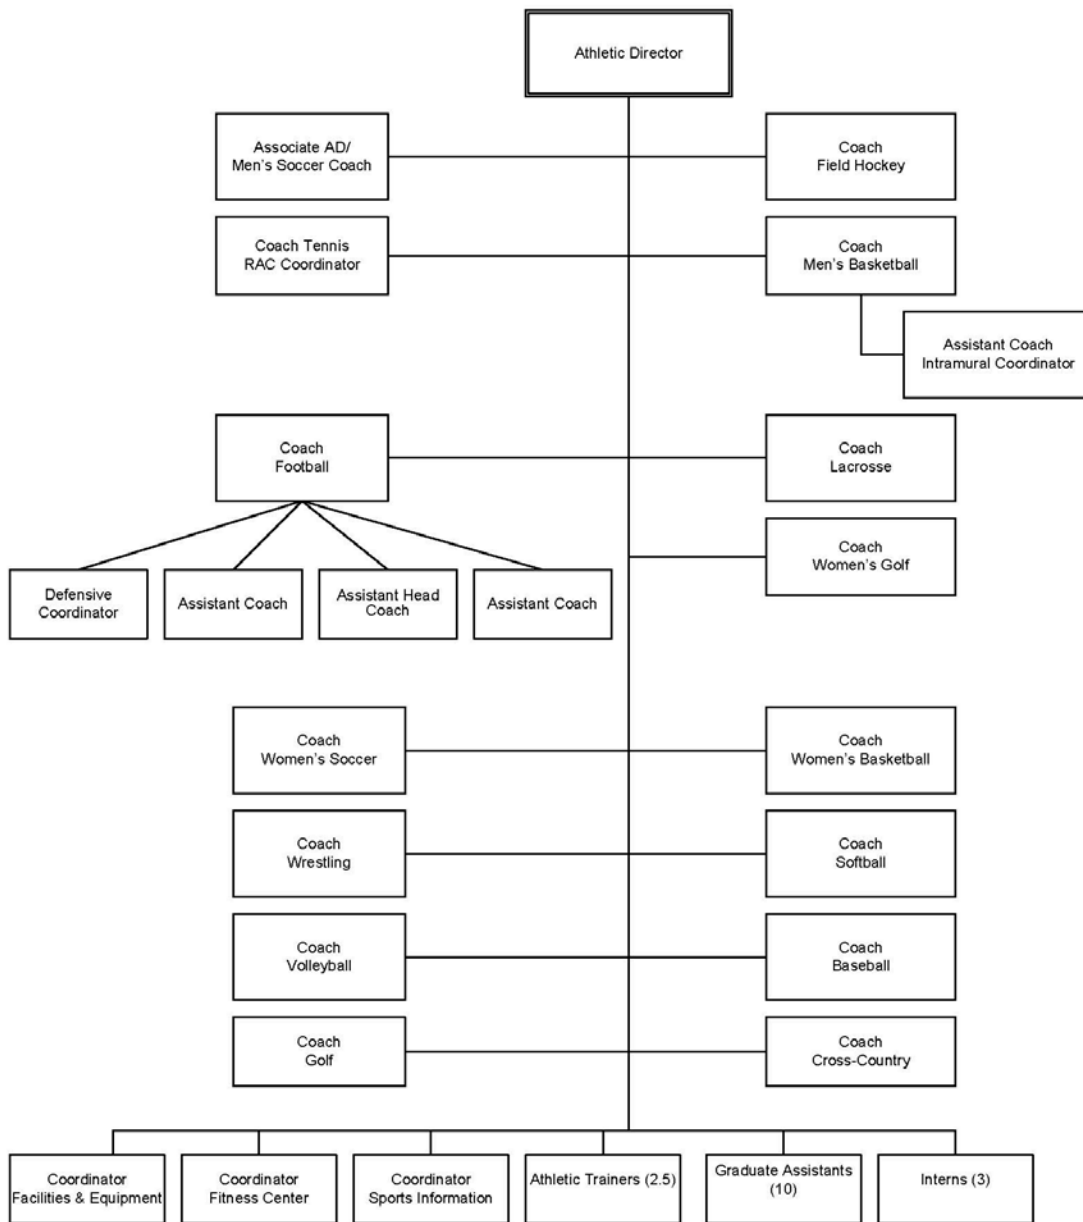 Athletic Director
Associate AD/
Men's Soccer Coach
Coach
Field Hockey
Coach Tennis
RAC Coordinator
Coach
Men's Basketball
Assistant Coach
Intramural Coordinator
Coach
Football
Coach
Lacrosse
Coach
Women's Golf
Defensive
Coordinator
Assistant Coach
Assistant Head
Coach
Assistant Coach
Coach
Women's Soccer
Coach
Women's Basketball
Coach
Wrestling
Coach
Softball
Coach
Volleyball
Coach
Baseball
Coach
Golf
Coach
Cross-Country
Coordinator
Facilities & Equipment
Coordinator
Fitness Center
Coordinator
Sports Information
Athletic Trainers (2.5)
Graduate Assistants
(10)
Interns (3)